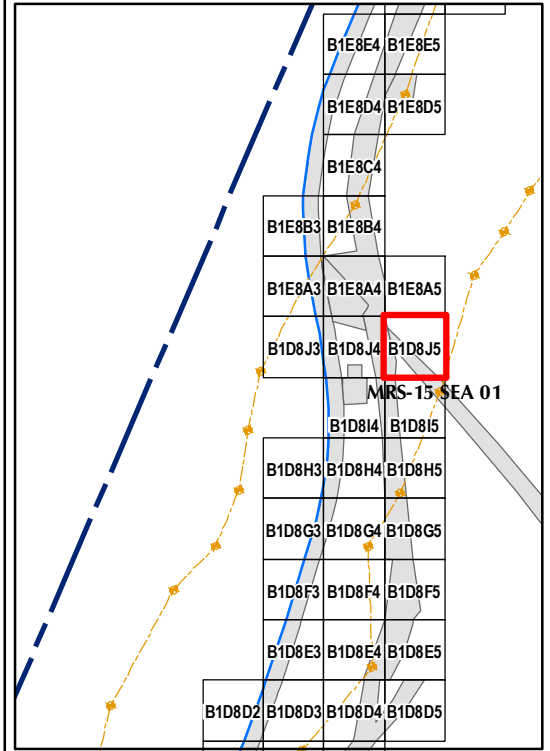 B1E8E4 B1E8E5
B1E8D4 B1E8D5
B1E8C4
B1E8B3 B1E8B4
B1E8A3 B1E8A4 B1E8A5
B1D8J3 B1D8J4 B1D8J5
MRS-15 SEA 01
B1D8I4 B1D8I5
B1D8H3 B1D8H4 B1D8H5
B1D8G3 B1D8G4 B1D8G5
B1D8F3 B1D8F4 B1D8F5
B1D8E3 B1D8E4 B1D8E5
B1D8D2 B1D8D3 B1D8D4 B1D8D5